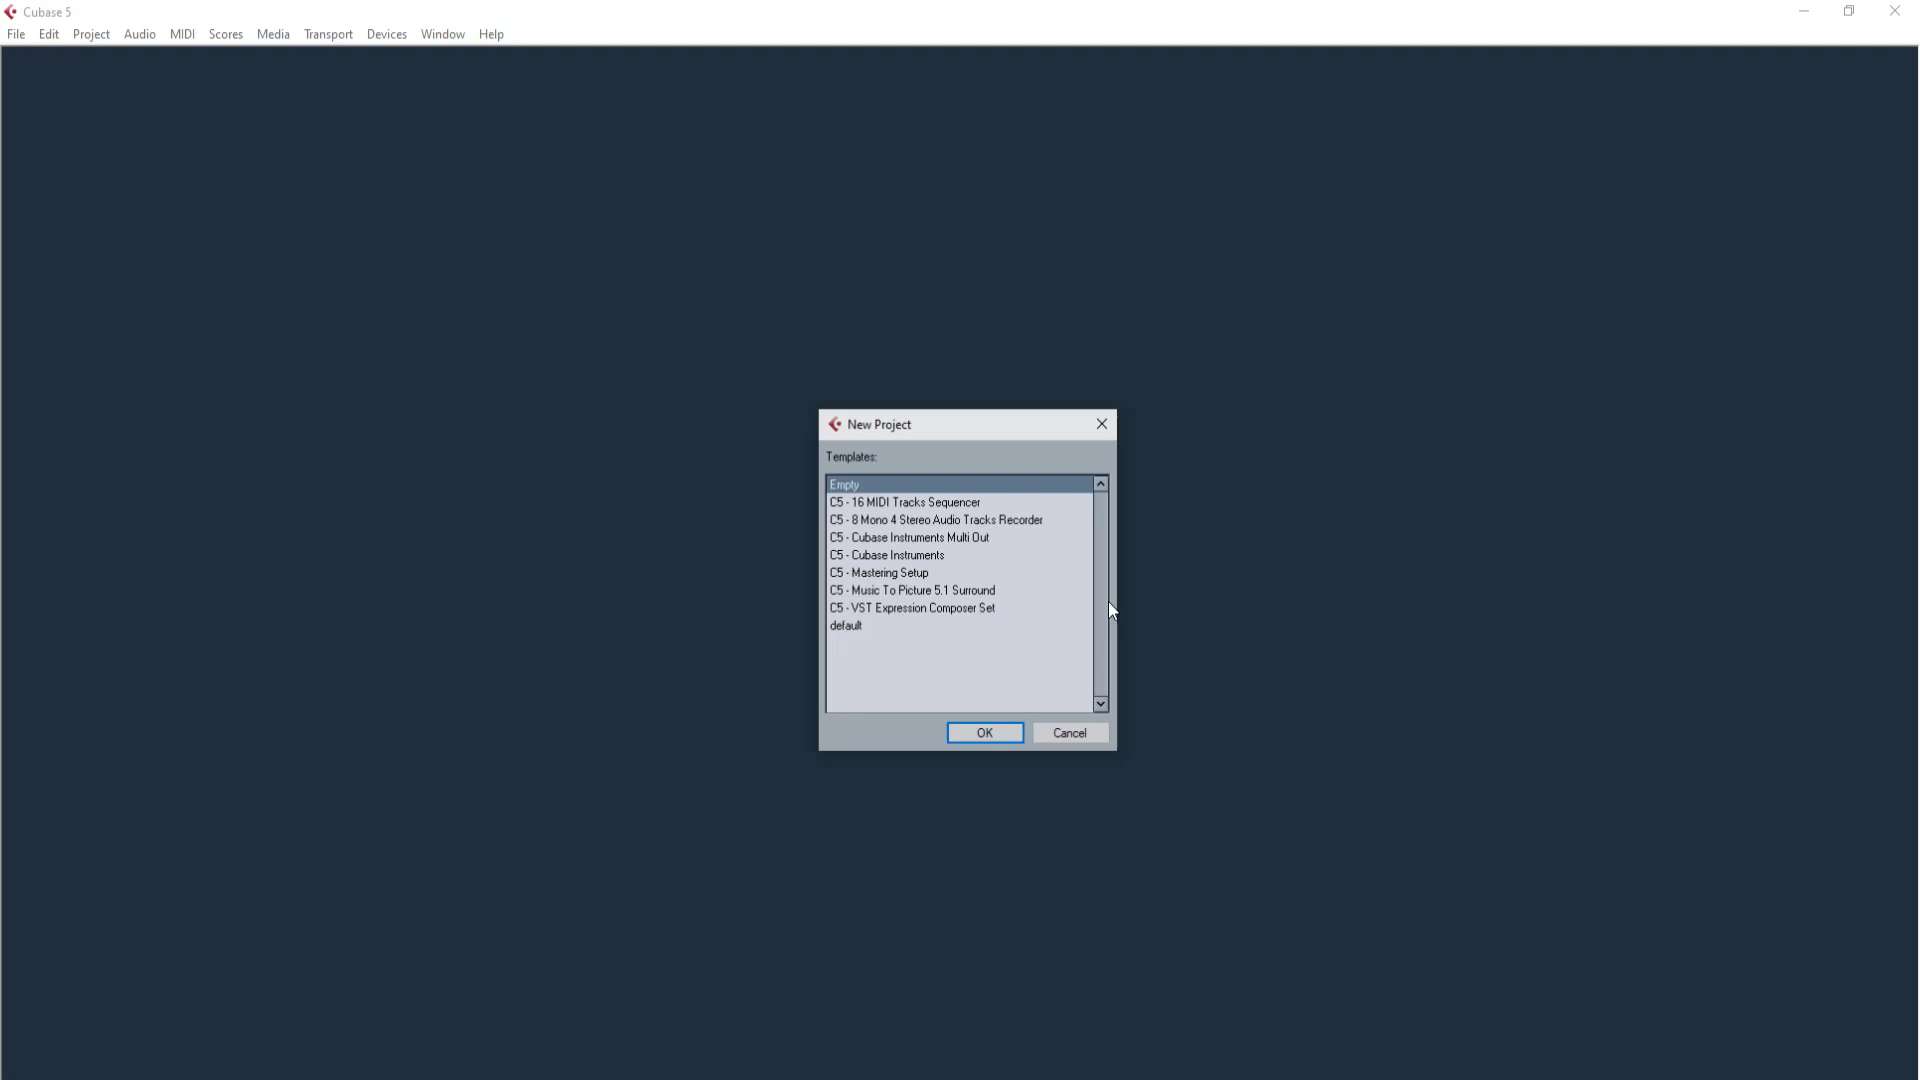 Cubase 5
File Edit Project Audio MIDI Scores Media Transport Devices Window Help
New Project
Templates:
Empty
C5 - 16 MIDI Tracks Sequencer
C5 - 8 Mono 4 Stereo Audio Tracks Recorder
C5 - Cubase Instruments Multi Out
C5 - Cubase Instruments
C5 - Mastering Setup
C5 - Music To Picture 5.1 Surround
C5 - VST Expression Composer Set
default
OK Cancel